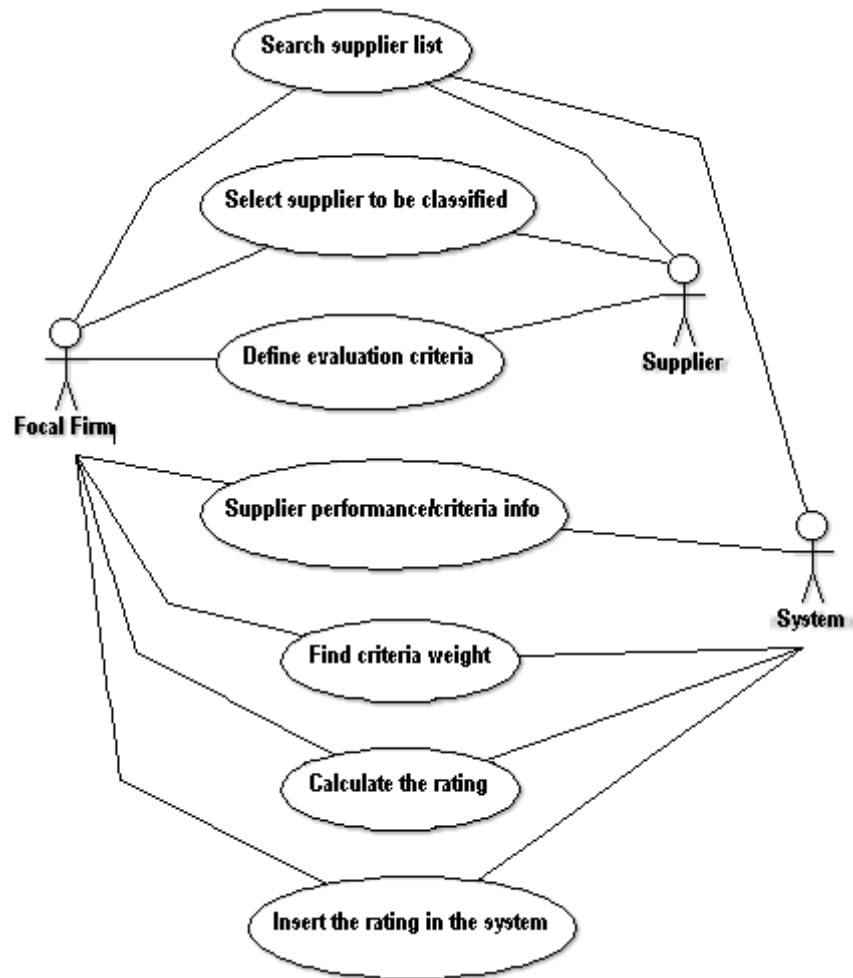 Search supplier list
Select supplier to be classified
Supplier
Define evaluation criteria
Focal Firm
Supplier performance/criteria info
System
Find criteria weight
Calculate the rating
Insert the rating in the system